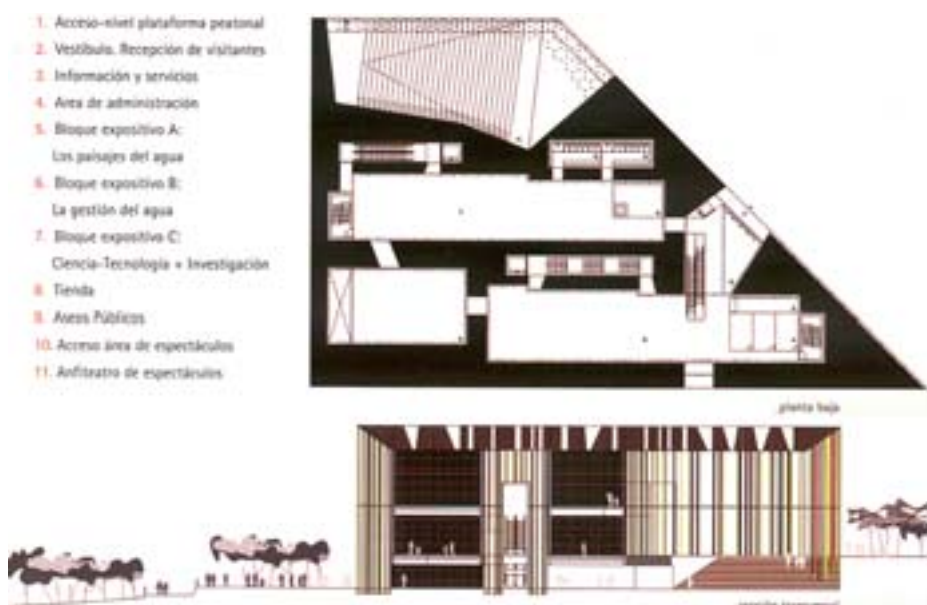 1. Acceso-nivel plataforma peatonal
2. Vestíbulo. Recepción de visitantes
3. Información y servicios
4. Area de administración
5. Bloque expositivo A:
Los paisajes del agua
6. Bloque expositivo B:
La gestión del agua
7. Bloque expositivo C:
Ciencia-Tecnología + Investigación
8. Tienda
9. Aseos Públicos
10. Acceso área de espectáculos
11. Anfiteatro de espectáculos
planta baja